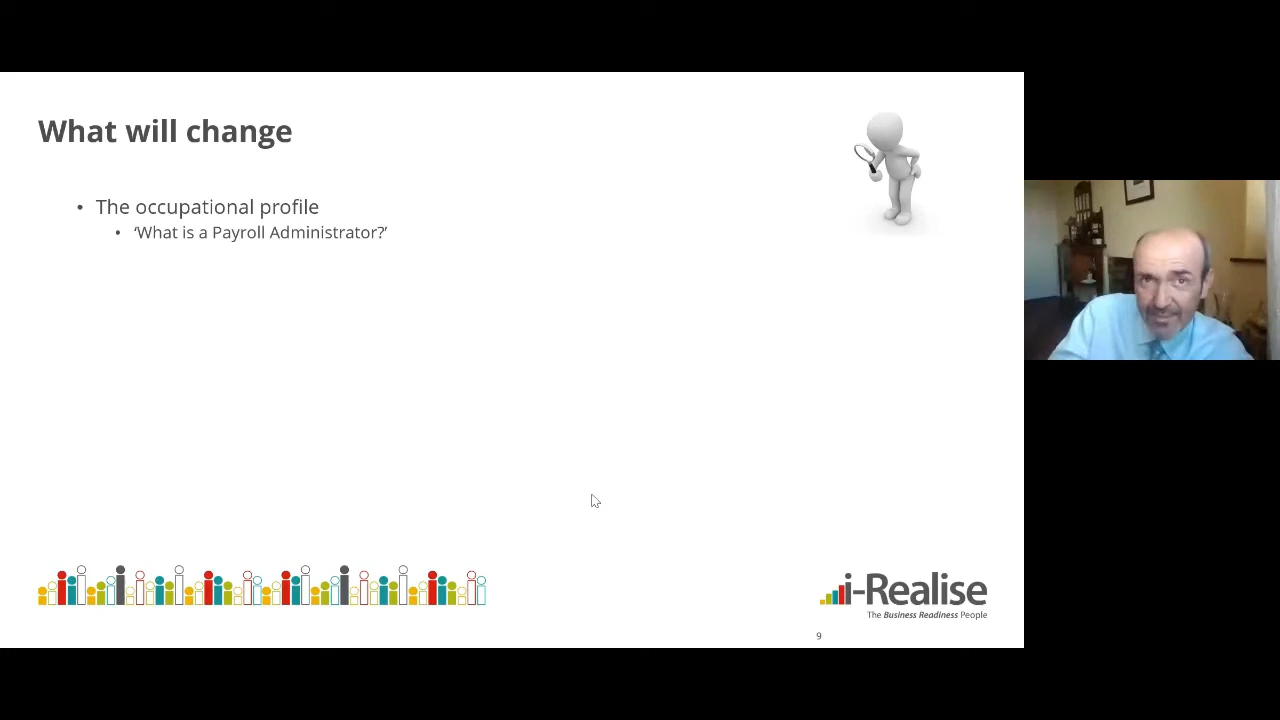 What will change
• The occupational profile
• ‘What is a Payroll Administrator?’
i-Realise
The Business Readiness People
9